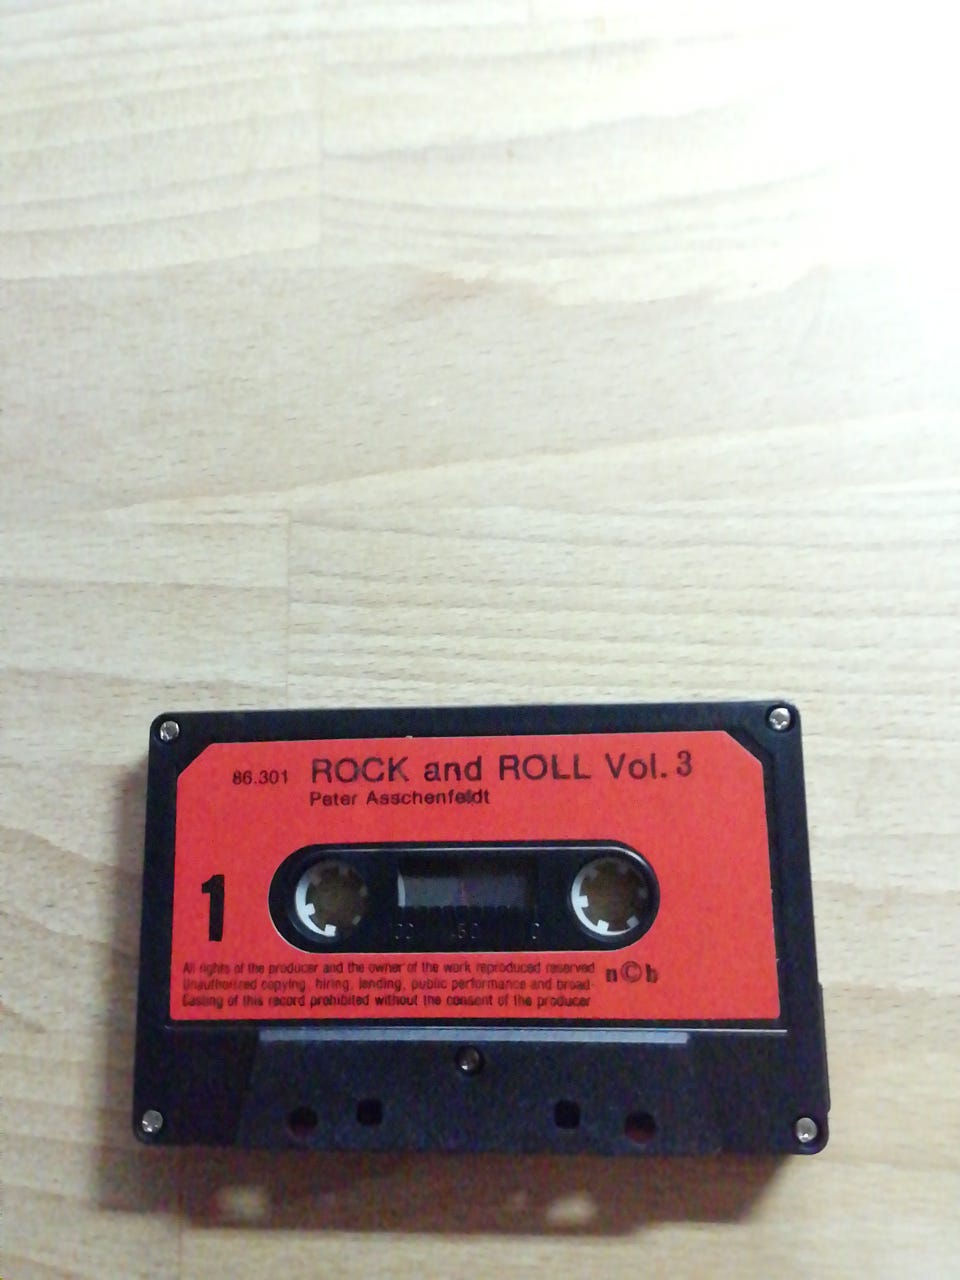 86.301 ROCK and ROLL Vol. 3
Peter Asschenfeldt
1
All rights of the producer and the owner of the work reproduced reserved
Unauthorized copying, hiring, lending, public performance and broad-
casting of this record prohibited without the consent of the producer
n©b